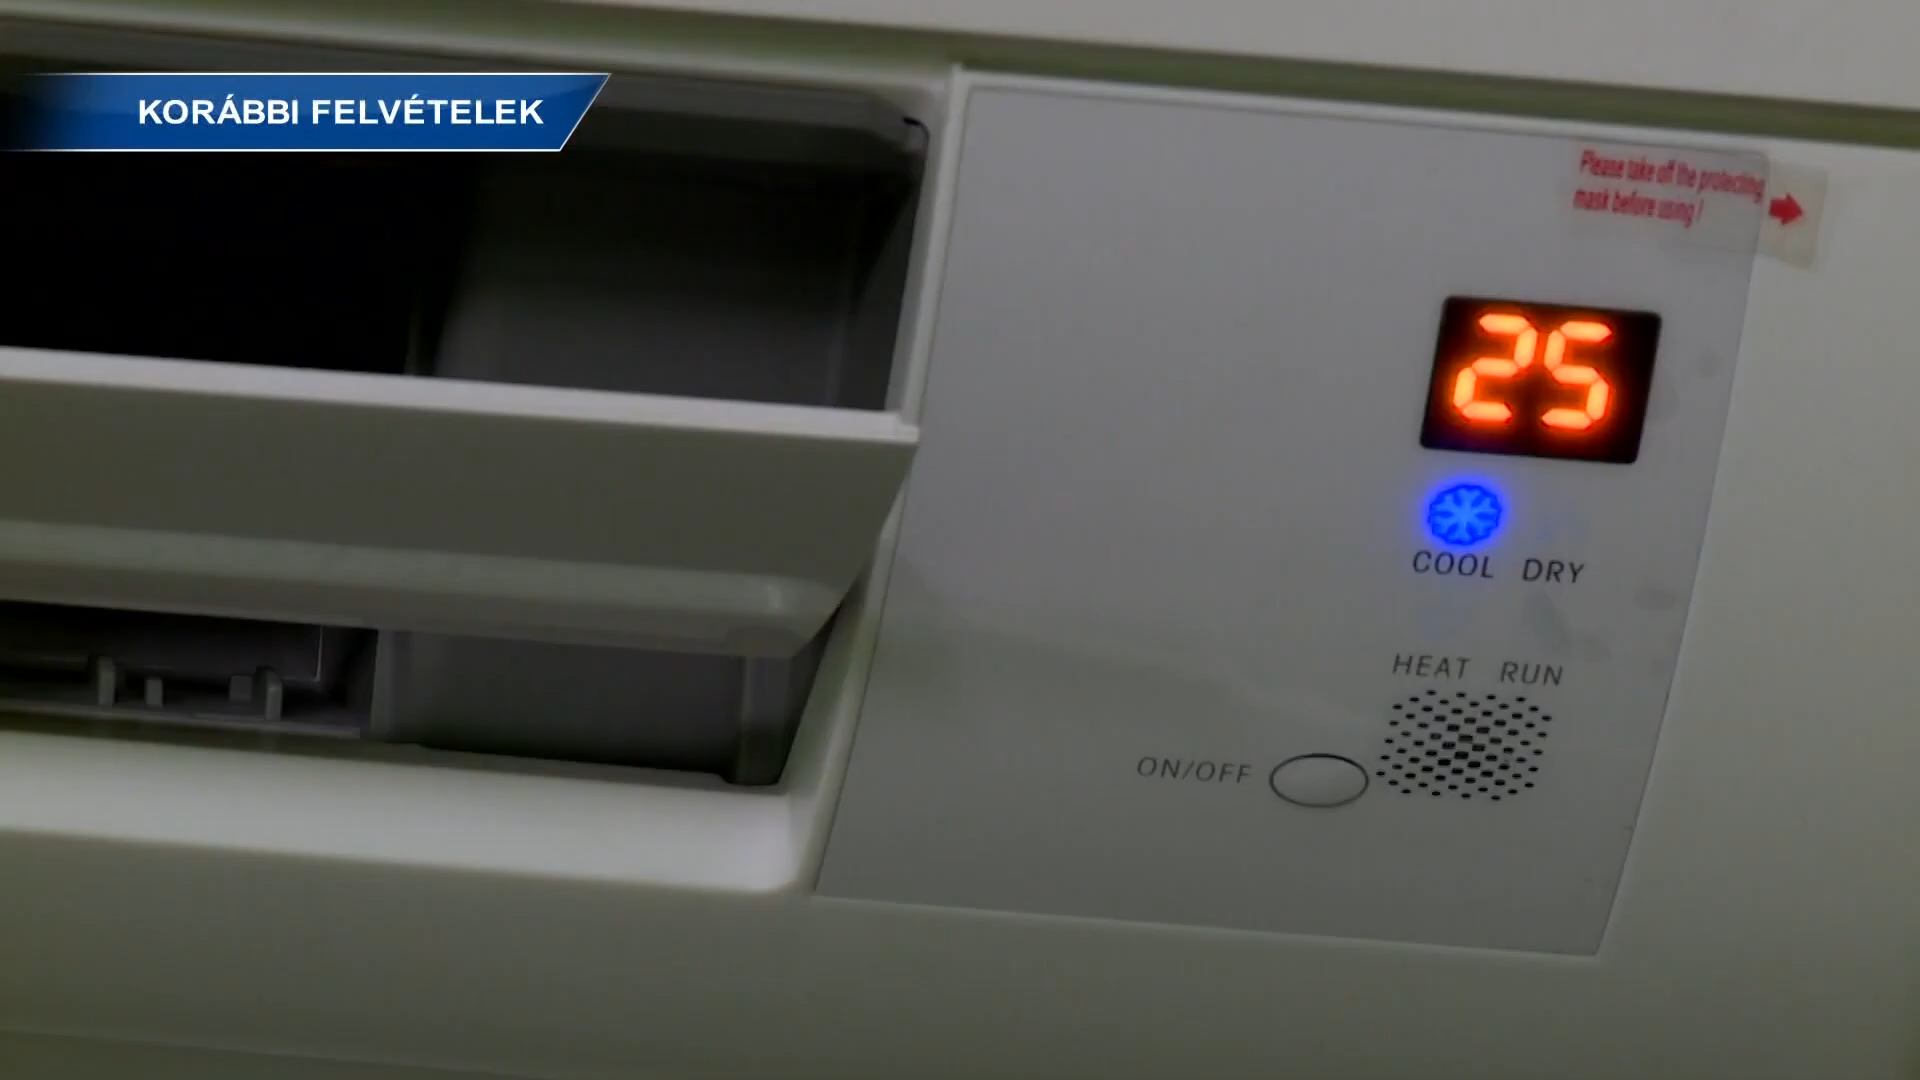 KORÁBBI FELVÉTELEK
Please take off the protecting
mask before using !
25
COOL DRY
HEAT RUN
ON/OFF